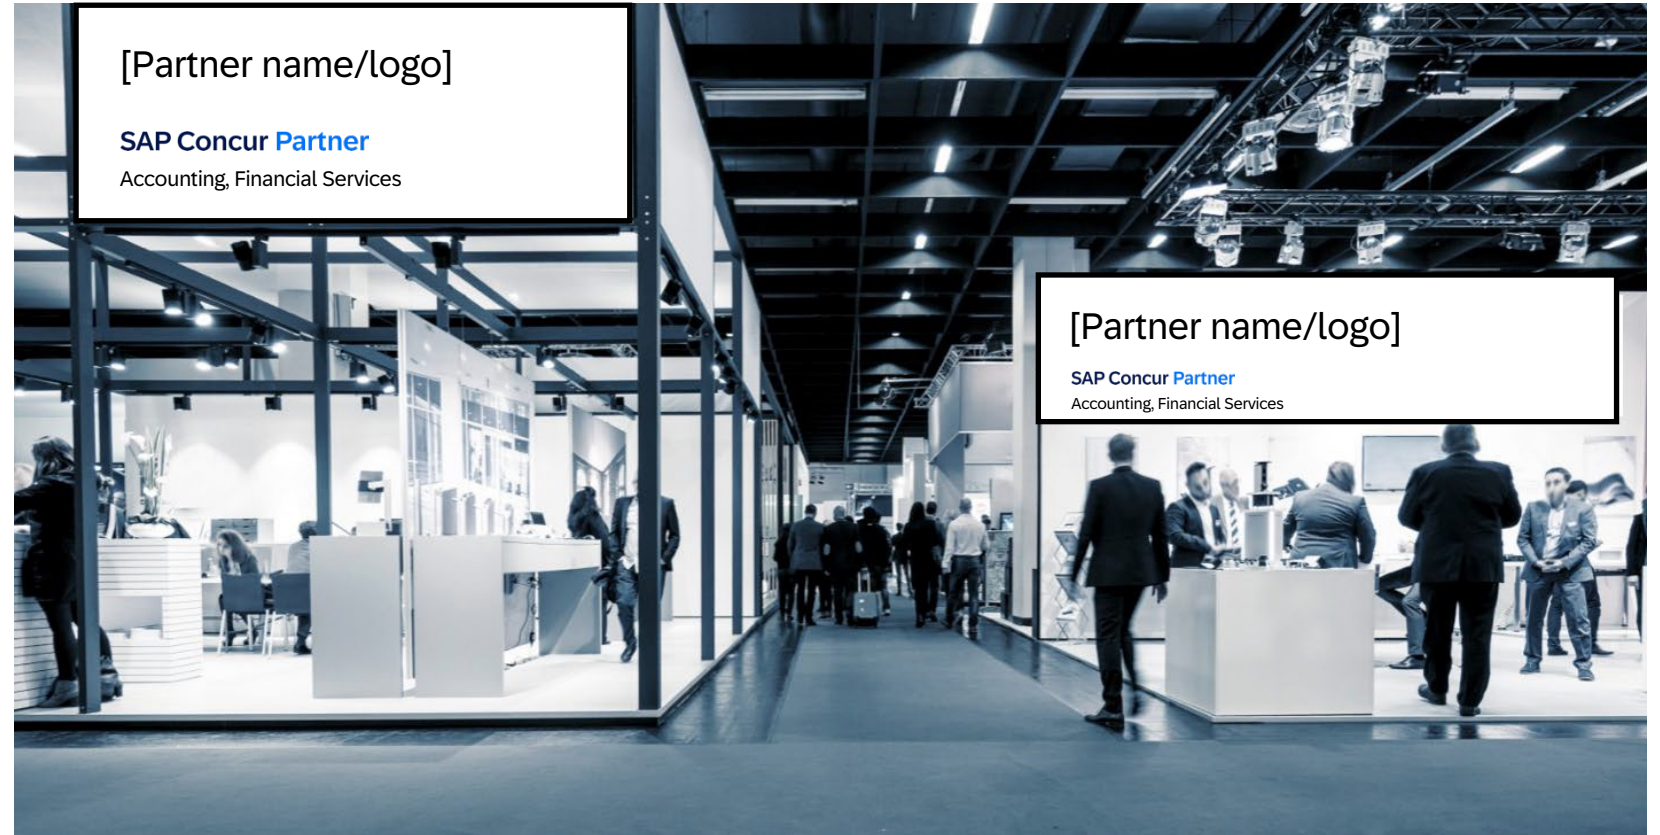 [Partner name/logo]
SAP Concur Partner
Accounting, Financial Services
[Partner name/logo]
SAP Concur Partner
Accounting, Financial Services